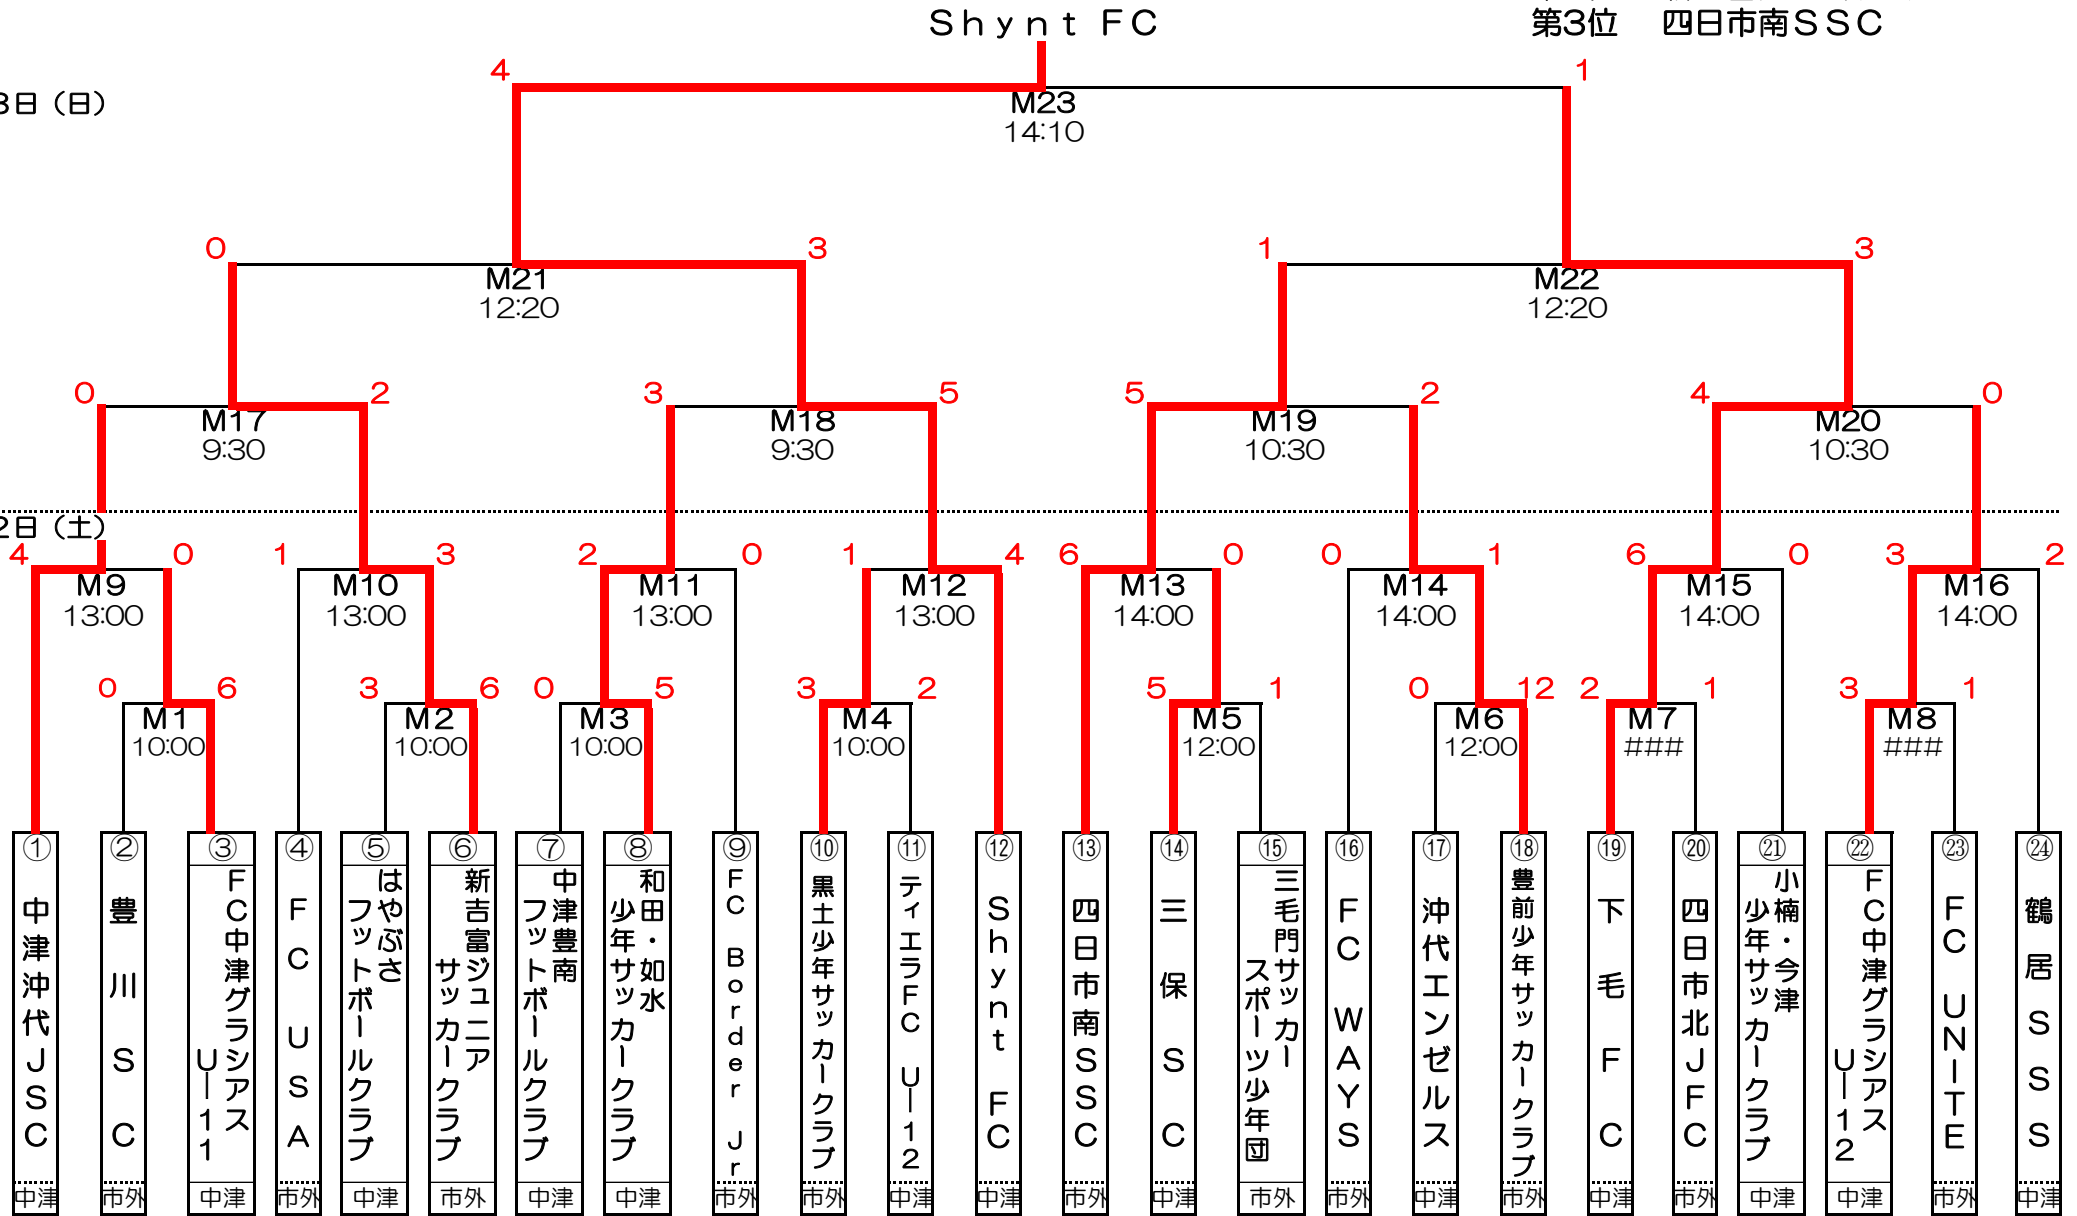 Shynt FC
第3位 四日市南SSC
4 1
8日（日）
M23
14:10
0 3 1 3
M21 M22
12:20 12:20
0 2 3 5 5 2 4 0
M17 M18 M19 M20
9:30 9:30 10:30 10:30
2日（土）
4 0 1 3 2 0 1 4 6 0 0 1 6 0 3 2
M9 M10 M11 M12 M13 M14 M15 M16
13:00 13:00 13:00 13:00 14:00 14:00 14:00 14:00
0 6 3 6 0 5 3 2 5 1 0 12 2 1 3 1
M1 M2 M3 M4 M5 M6 M7 M8
10:00 10:00 10:00 10:00 12:00 12:00 ### ###
① 中津沖代JSC 中津
② 豊川SC 市外
③ FC中津グラシアス U－11 中津
④ FC USA 市外
⑤ はやぶさ フットボールクラブ 中津
⑥ 新吉富ジュニア サッカークラブ 市外
⑦ 中津豊南 フットボールクラブ 中津
⑧ 和田・如水 少年サッカークラブ 中津
⑨ FC Border Jr 市外
⑩ 黒土少年サッカークラブ 市外
⑪ ティエラFC U－12 中津
⑫ Shynt FC 中津
⑬ 四日市南SSC 市外
⑭ 三保SC 中津
⑮ 三毛門サッカー スポーツ少年団 市外
⑯ FC WAYS 市外
⑰ 沖代エンゼルス 中津
⑱ 豊前少年サッカークラブ 市外
⑲ 下毛FC 中津
⑳ 四日市北JFC 市外
㉑ 小楠・今津 少年サッカークラブ 中津
㉒ FC中津グラシアス U－12 中津
㉓ FC UNITE 市外
㉔ 鶴居SSS 中津